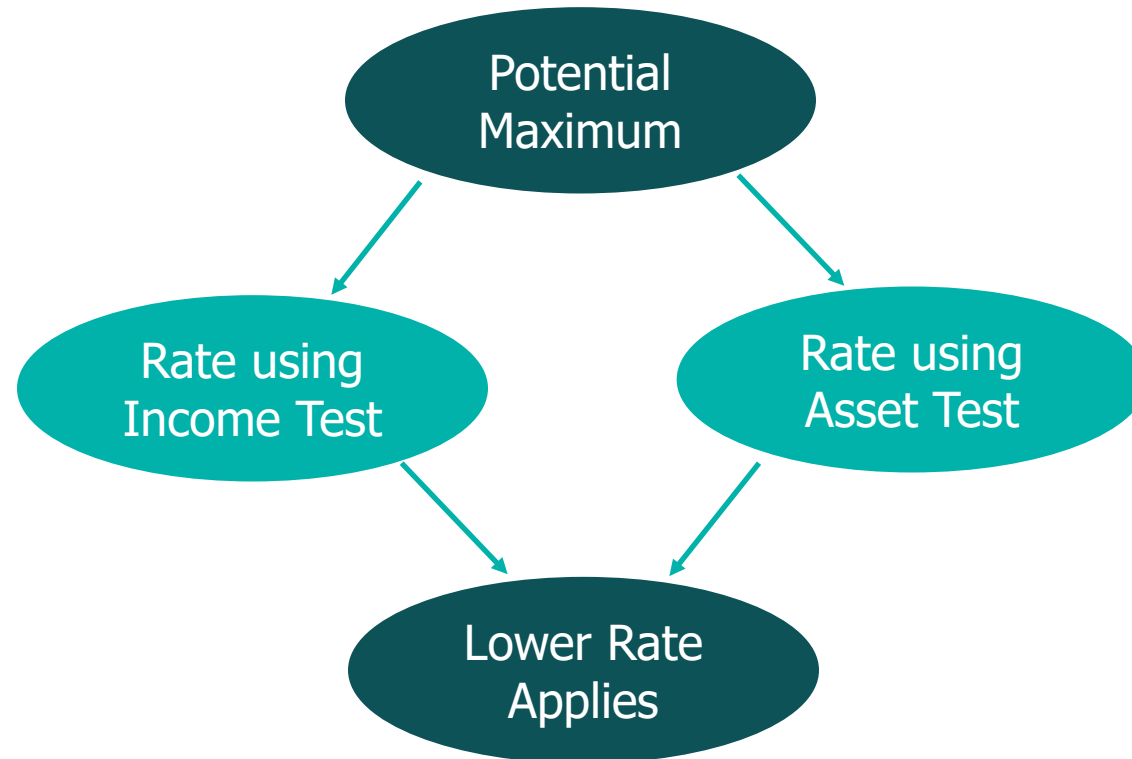 Potential
Maximum
Rate using
Income Test
Rate using
Asset Test
Lower Rate
Applies